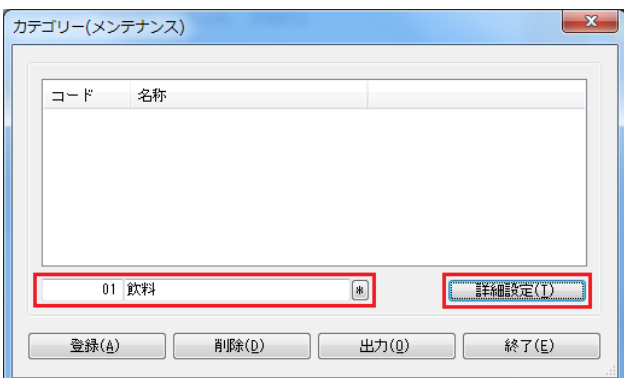 カテゴリー(メンテナンス)
コード 名称
01 飲料 * 詳細設定(T)
登録(A) 削除(D) 出力(O) 終了(E)